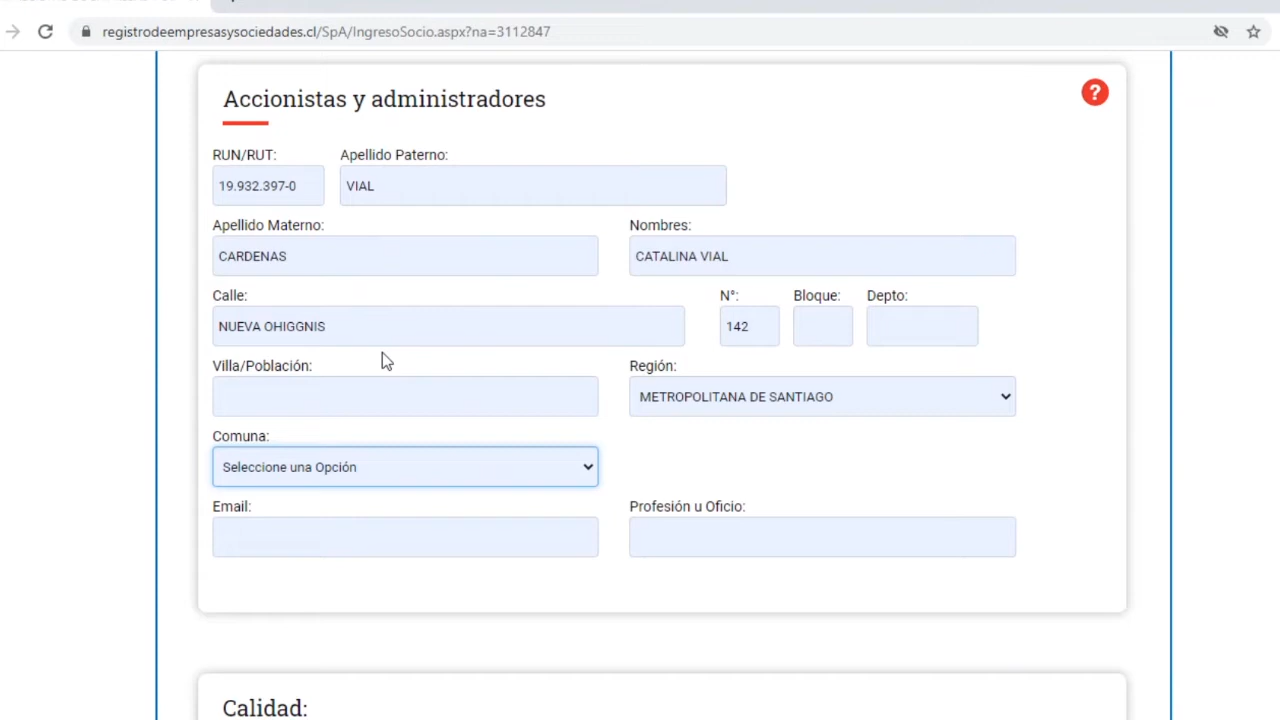 registrodeempresasysociedades.cl/SpA/IngresoSocio.aspx?na=3112847
Accionistas y administradores
?
RUN/RUT: Apellido Paterno:
19.932.397-0 VIAL
Apellido Materno: Nombres:
CARDENAS CATALINA VIAL
Calle: N°: Bloque: Depto:
NUEVA OHIGGNIS 142
Villa/Población: Región:
METROPOLITANA DE SANTIAGO
Comuna:
Seleccione una Opción
Email: Profesión u Oficio:
Calidad: